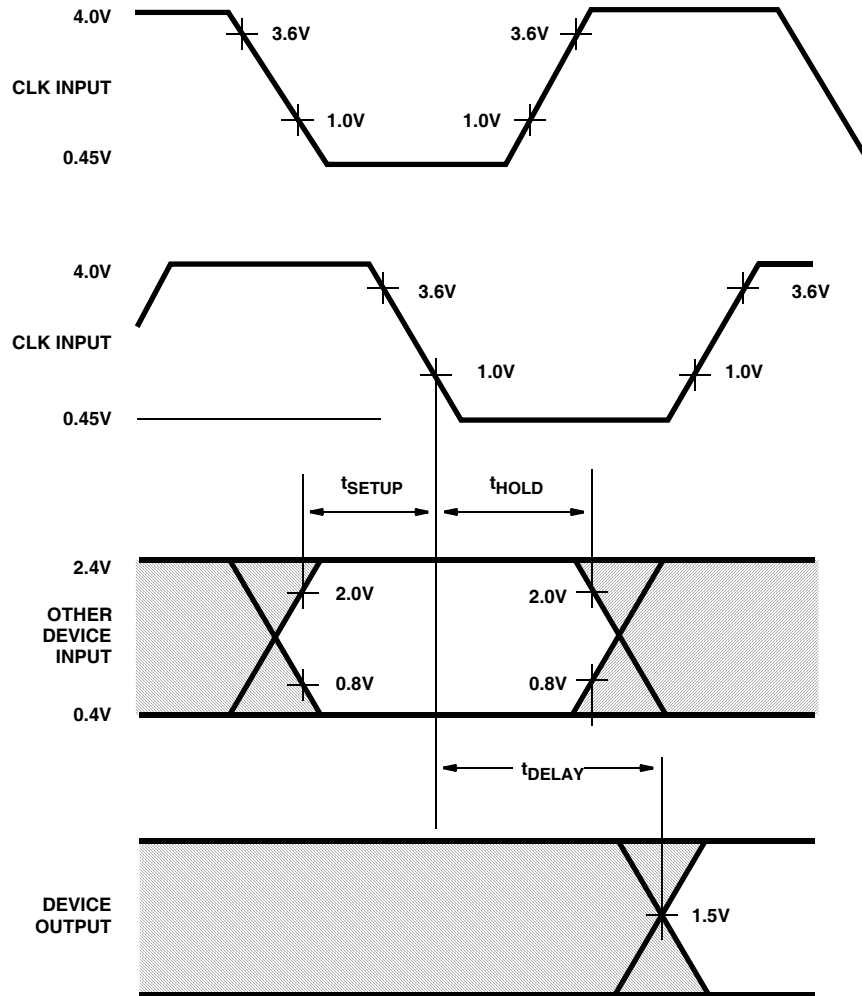 4.0V
3.6V
3.6V
CLK INPUT
1.0V
1.0V
0.45V
4.0V
3.6V
3.6V
CLK INPUT
1.0V
1.0V
0.45V
tSETUP
tHOLD
2.4V
2.0V
2.0V
OTHER
DEVICE
INPUT
0.8V
0.8V
0.4V
tDELAY
DEVICE
OUTPUT
1.5V